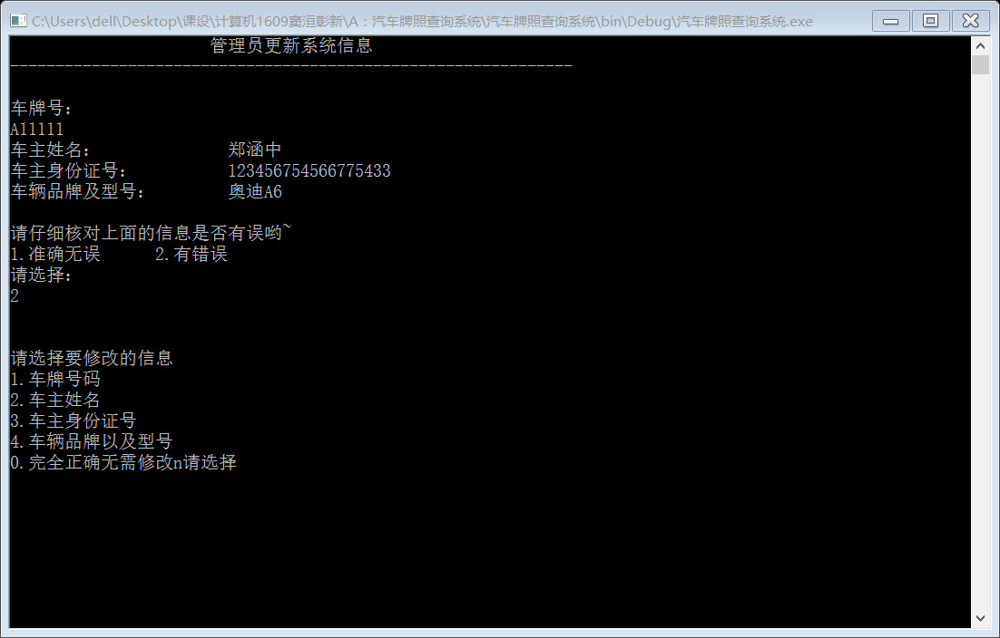 C:\Users\dell\Desktop\课设\计算机1609窦洹彰新\A：汽车牌照查询系统\汽车牌照查询系统\bin\Debug\汽车牌照查询系统.exe
管理员更新系统信息
--------------------------------------------------------------
车牌号：
A11111
车主姓名： 郑涵中
车主身份证号： 123456754566775433
车辆品牌及型号： 奥迪A6
请仔细核对上面的信息是否有误哟~
1.准确无误 2.有错误
请选择：
2
请选择要修改的信息
1.车牌号码
2.车主姓名
3.车主身份证号
4.车辆品牌以及型号
0.完全正确无需修改n请选择